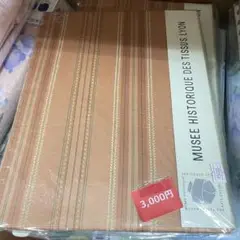 MUSEE HISTORIQUE DES TISSUS LYON
3,000円